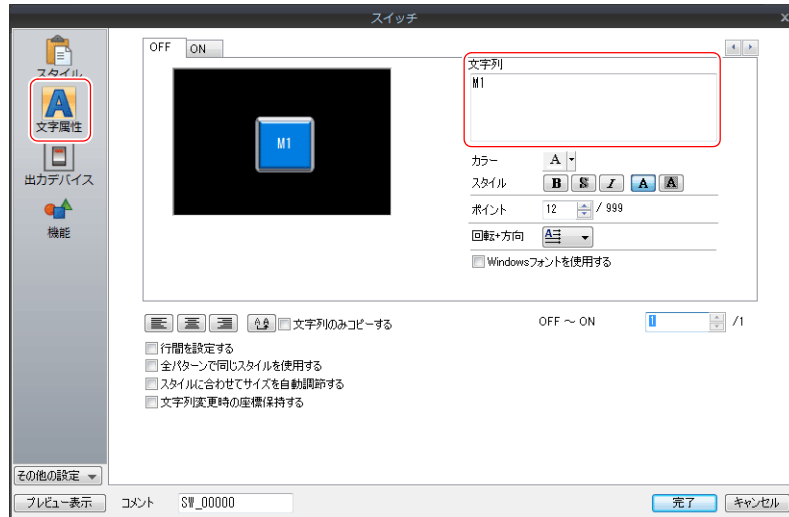 スイッチ
スタイル
文字属性
出力デバイス
機能
OFF ON
M1
文字列
M1
カラー A
スタイル B S I A A
ポイント 12 / 999
回転+方向 A
Windowsフォントを使用する
文字列のみコピーする
OFF ～ ON 1 /1
行間を設定する
全パターンで同じスタイルを使用する
スタイルに合わせてサイズを自動調節する
文字列変更時の座標保持する
その他の設定
プレビュー表示 コメント SW_00000 完了 キャンセル